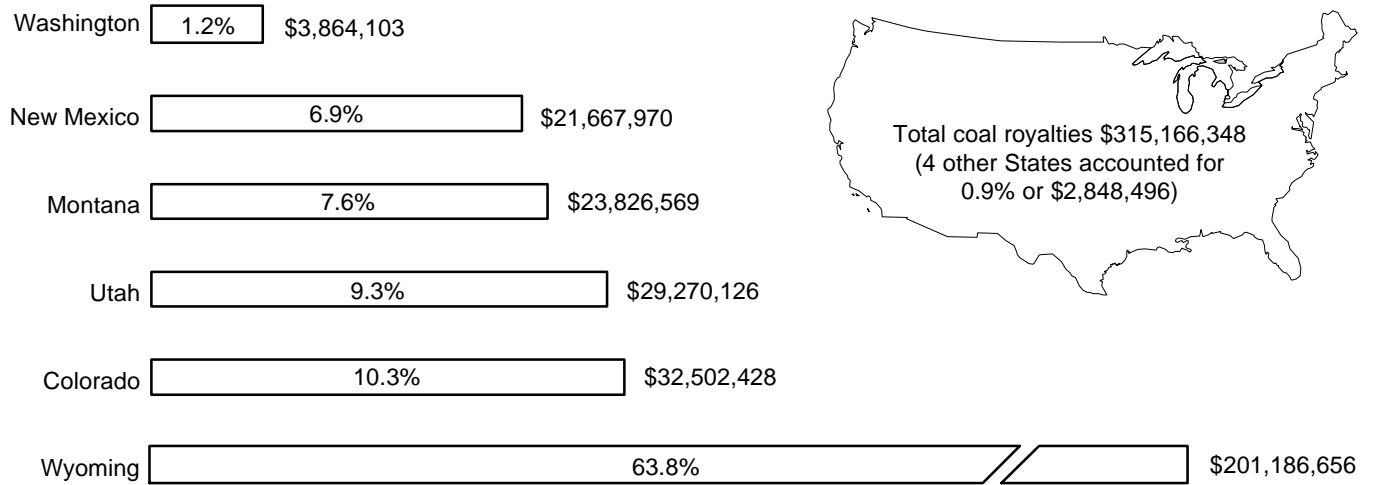 Washington 1.2% $3,864,103
New Mexico 6.9% $21,667,970
Montana 7.6% $23,826,569
Utah 9.3% $29,270,126
Colorado 10.3% $32,502,428
Wyoming 63.8% $201,186,656
Total coal royalties $315,166,348
(4 other States accounted for
0.9% or $2,848,496)